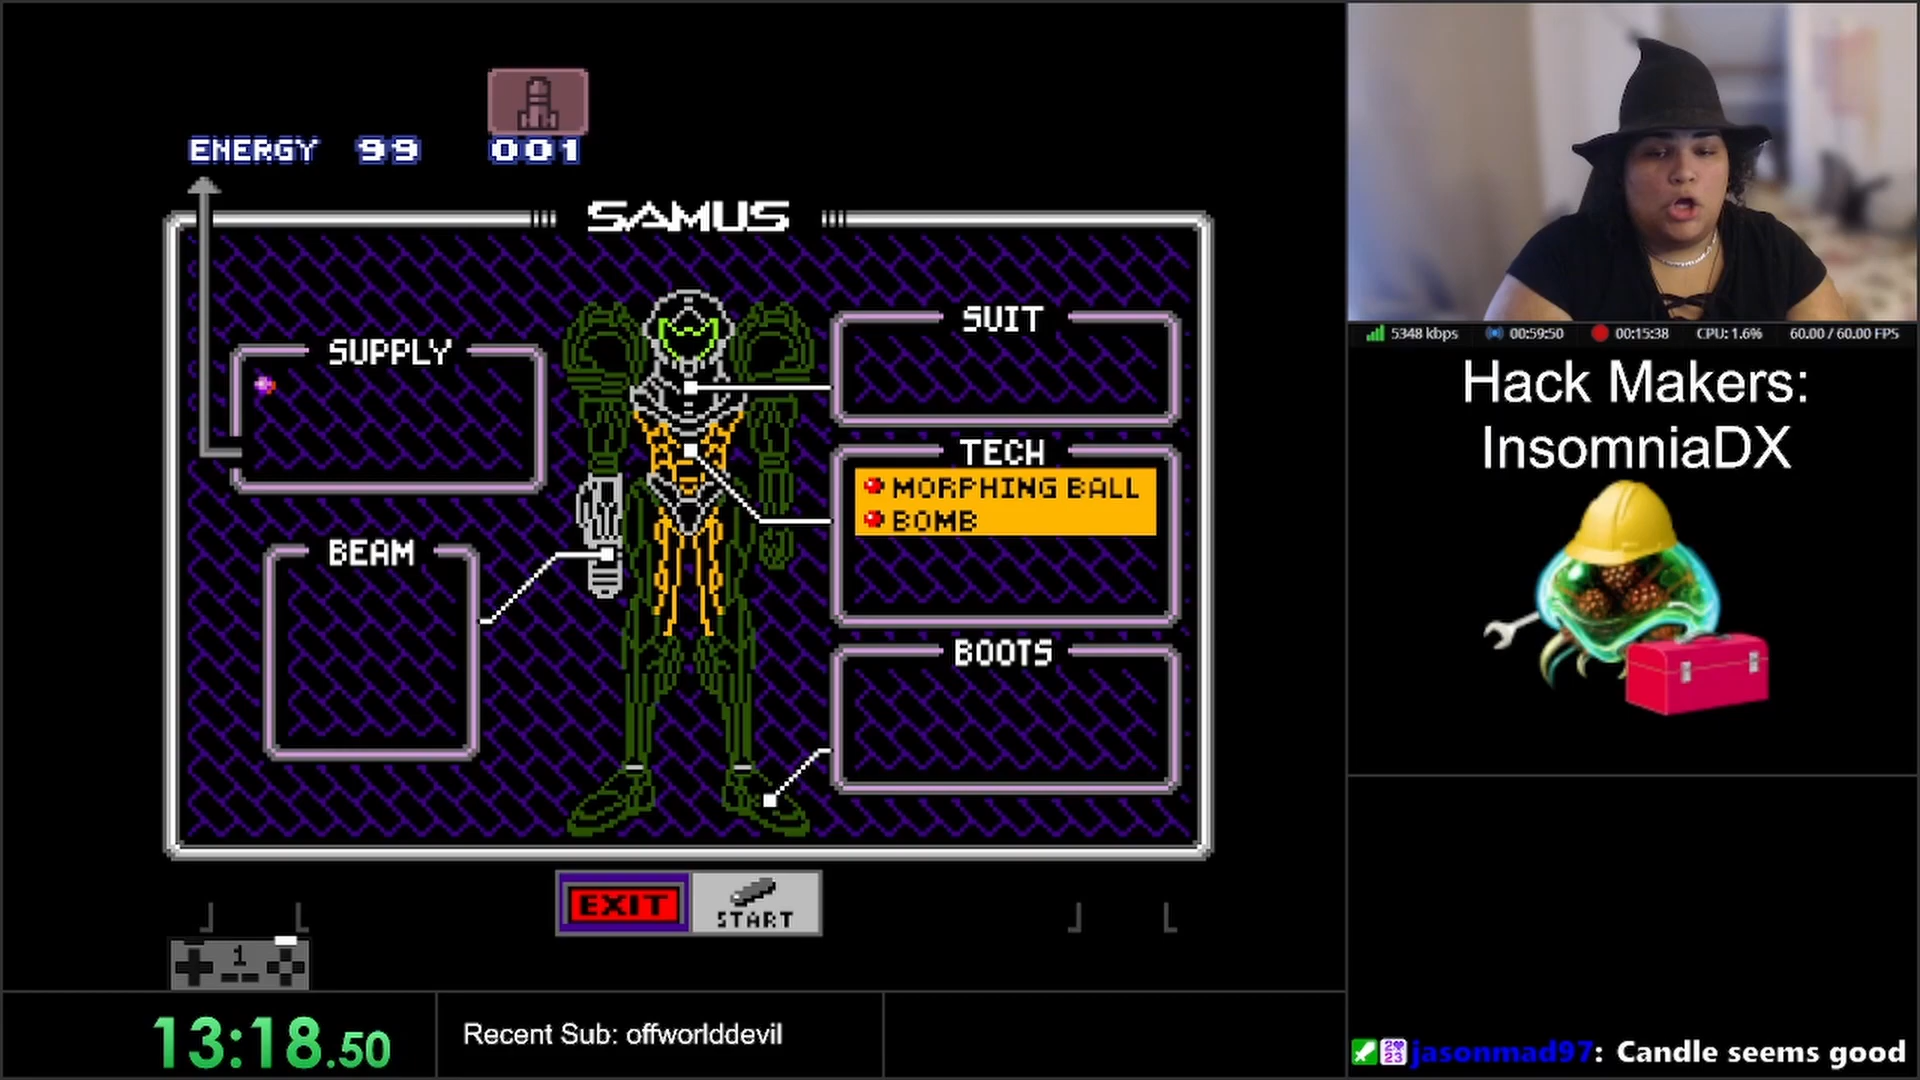 ENERGY 99 001
SAMUS
SUPPLY
SUIT
TECH
MORPHING BALL
BOMB
BEAM
BOOTS
EXIT
START
1
13:18.50
Recent Sub: offworlddevil
5348 kbps 00:59:50 00:15:38 CPU: 1.6% 60.00 / 60.00 FPS
Hack Makers:
InsomniaDX
jasonmad97: Candle seems good